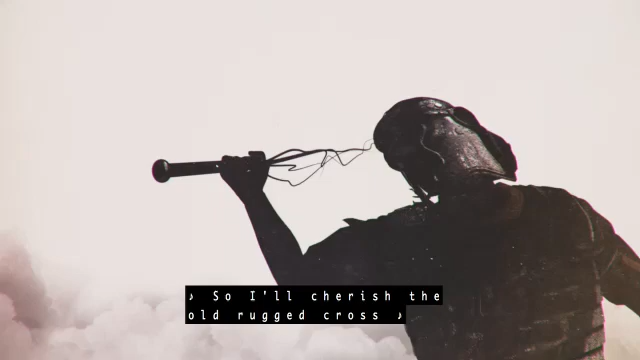 ♪ So I'll cherish the
old rugged cross ♪